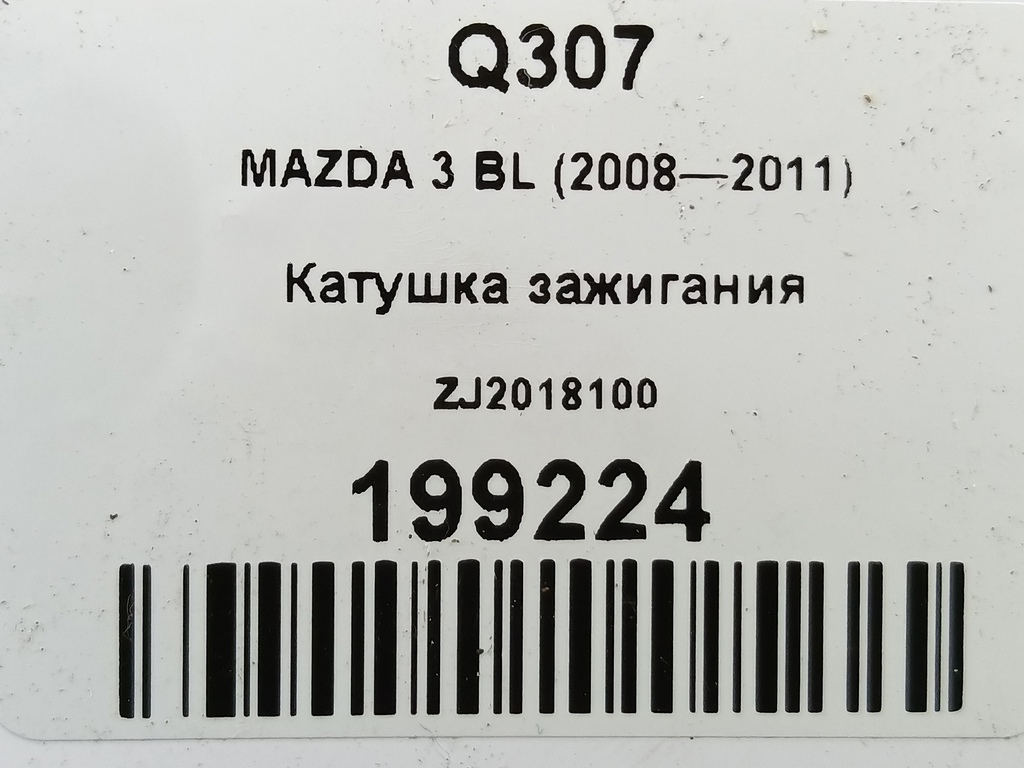 Q307
MAZDA 3 BL (2008—2011)
Катушка зажигания
ZJ2018100
199224